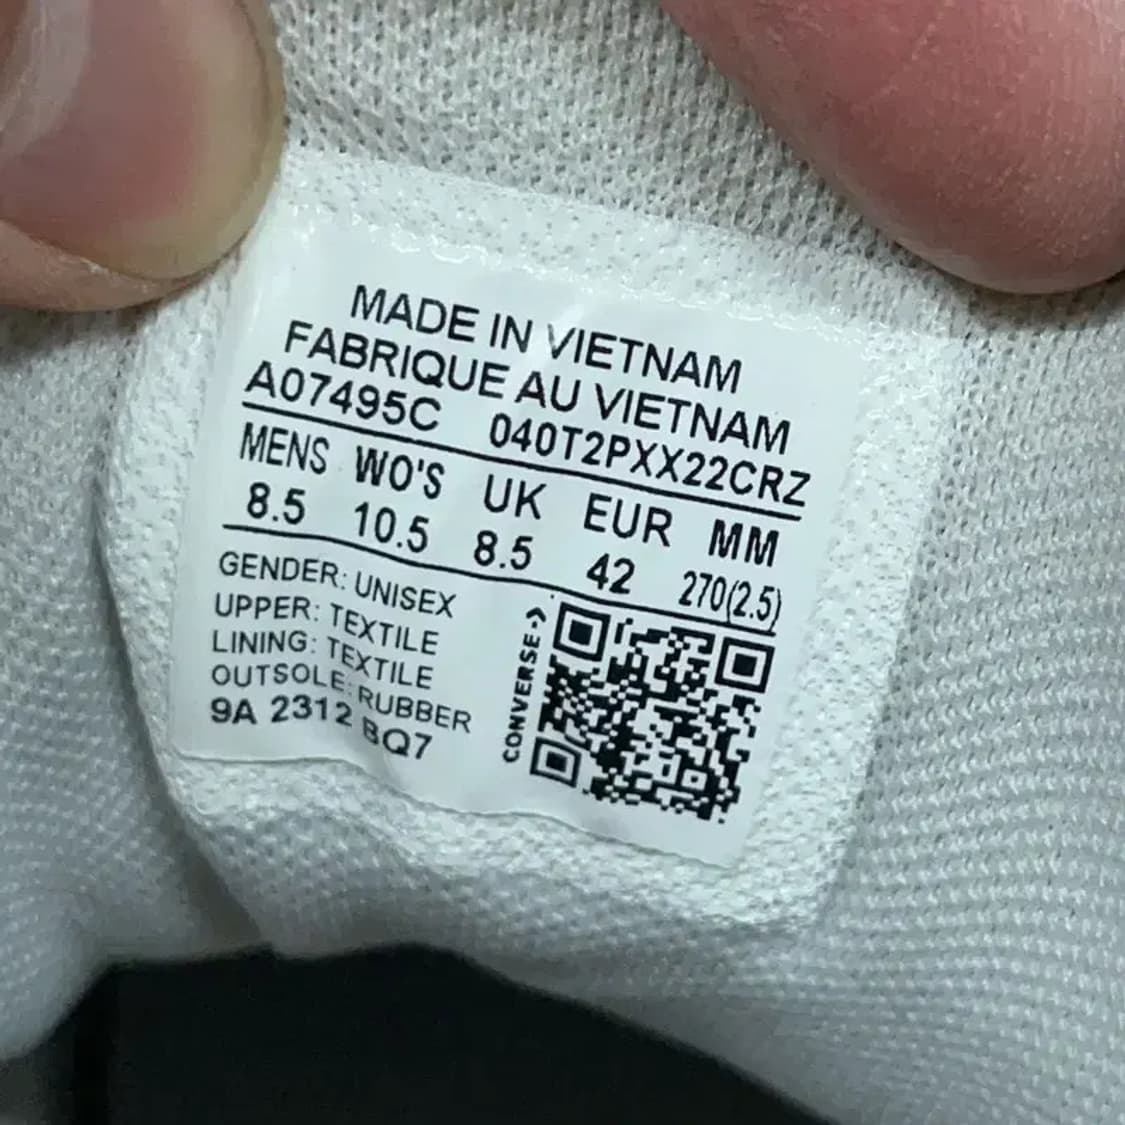 MADE IN VIETNAM
FABRIQUE AU VIETNAM
A07495C 040T2PXX22CRZ
MENS WO'S UK EUR MM
8.5 10.5 8.5 42 270(2.5)
GENDER: UNISEX
UPPER: TEXTILE
LINING: TEXTILE
OUTSOLE: RUBBER
9A 2312 BQ7
CONVERSE ->